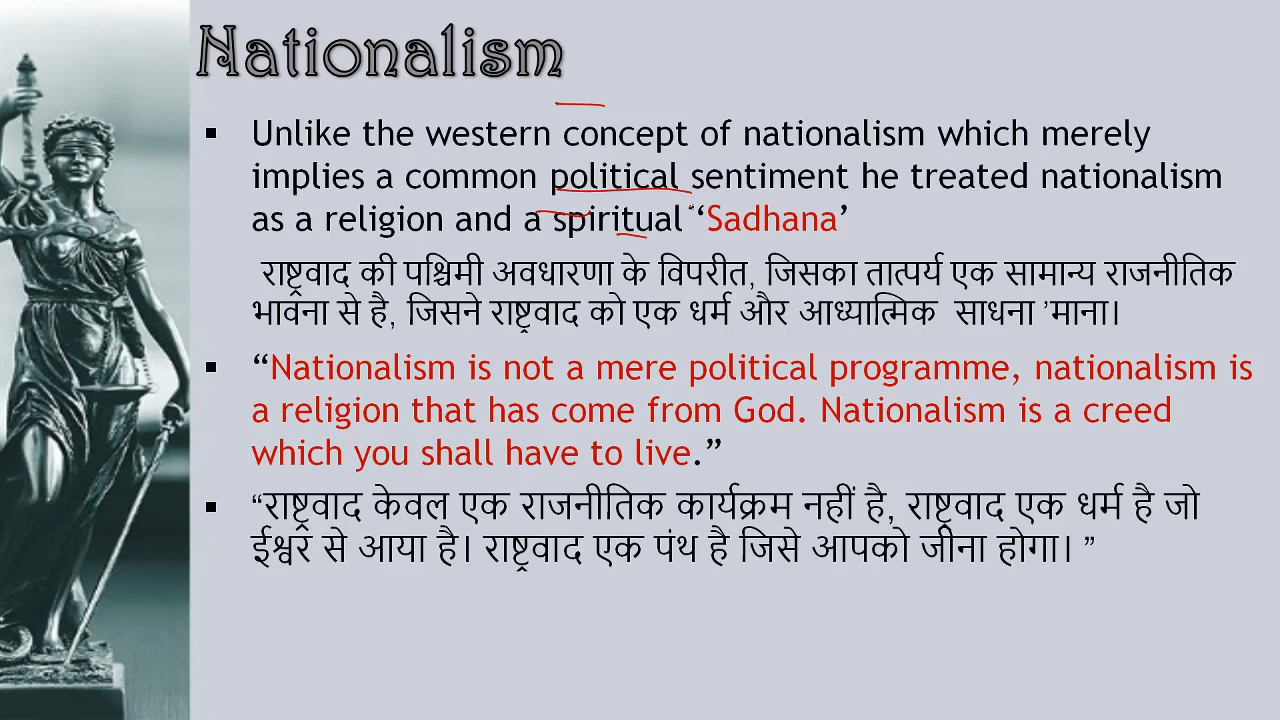 Nationalism
▪ Unlike the western concept of nationalism which merely
implies a common political sentiment he treated nationalism
as a religion and a spiritual ‘Sadhana’
राष्ट्रवाद की पश्चिमी अवधारणा के विपरीत, जिसका तात्पर्य एक सामान्य राजनीतिक
भावना से है, जिसने राष्ट्रवाद को एक धर्म और आध्यात्मिक साधना ’माना।
▪ “Nationalism is not a mere political programme, nationalism is
a religion that has come from God. Nationalism is a creed
which you shall have to live.”
▪ “राष्ट्रवाद केवल एक राजनीतिक कार्यक्रम नहीं है, राष्ट्रवाद एक धर्म है जो
ईश्वर से आया है। राष्ट्रवाद एक पंथ है जिसे आपको जीना होगा। ”